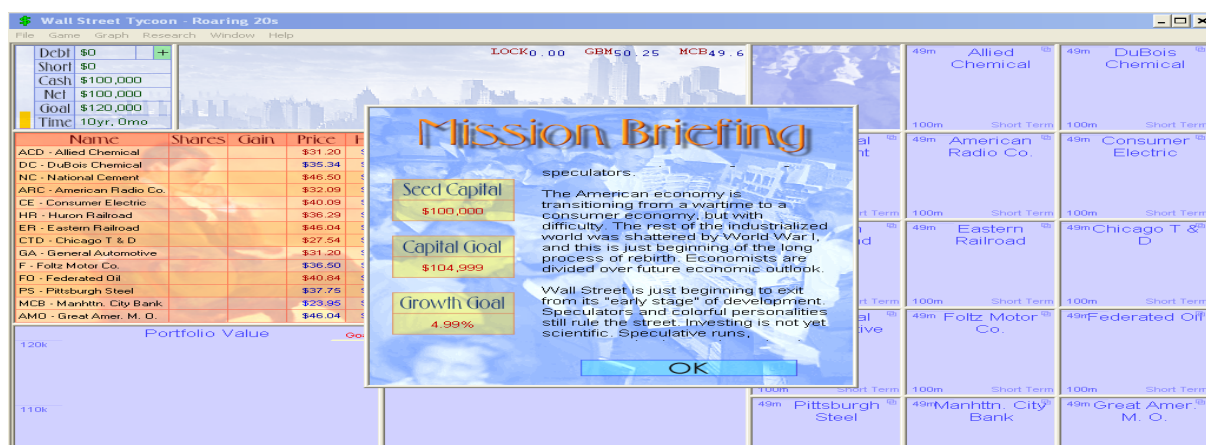 Wall Street Tycoon - Roaring 20s
File Game Graph Research Window Help
Debt $0 +
Short $0
Cash $100,000
Net $100,000
Goal $120,000
Time 10yr, 0mo
LOCK0.00 GBM50.25 MCB49.6
Name Shares Gain Price
ACD - Allied Chemical $31.20
DC - DuBois Chemical $35.34
NC - National Cement $46.50
ARC - American Radio Co. $32.09
CE - Consumer Electric $40.09
HR - Huron Railroad $36.29
ER - Eastern Railroad $46.04
CTD - Chicago T & D $27.54
GA - General Automotive $31.20
F - Foltz Motor Co. $36.50
FO - Federated Oil $40.84
PS - Pittsburgh Steel $37.75
MCB - Manhttn. City Bank $23.95
AMO - Great Amer. M. O. $46.04
Portfolio Value
120k
110k
Mission Briefing
Seed Capital
$100,000
Capital Goal
$104,999
Growth Goal
4.99%
speculators.
The American economy is
transitioning from a wartime to a
consumer economy, but with
difficulty. The rest of the industrialized
world was shattered by World War I,
and this is just beginning of the long
process of rebirth. Economists are
divided over future economic outlook.
Wall Street is just beginning to exit
from its "early stage" of development.
Speculators and colorful personalities
still rule the street. Investing is not yet
scientific. Speculative runs,
OK
49m Allied
Chemical
100m Short Term
49m DuBois
Chemical
100m Short Term
49m American
Radio Co.
100m Short Term
49m Consumer
Electric
100m Short Term
49m Eastern
Railroad
100m Short Term
49m Chicago T &
D
100m Short Term
49m Foltz Motor
Co.
100m Short Term
49m Federated Oil
100m Short Term
100m Short Term
49m Pittsburgh
Steel
49m Manhttn. City
Bank
49m Great Amer.
M. O.